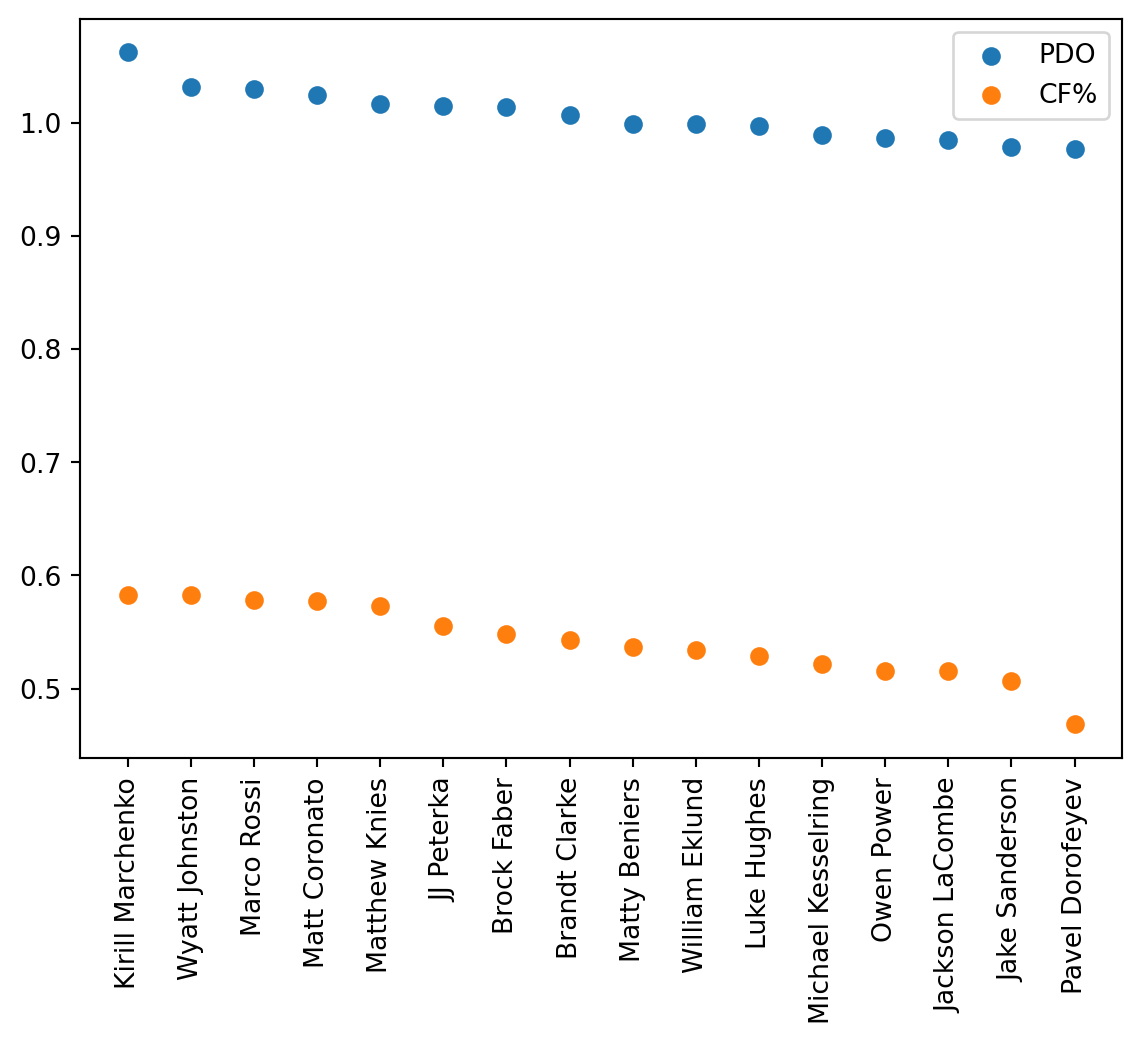 PDO
CF%
1.0
0.9
0.8
0.7
0.6
0.5
Kirill Marchenko
Wyatt Johnston
Marco Rossi
Matt Coronato
Matthew Knies
JJ Peterka
Brock Faber
Brandt Clarke
Matty Beniers
William Eklund
Luke Hughes
Michael Kesselring
Owen Power
Jackson LaCombe
Jake Sanderson
Pavel Dorofeyev